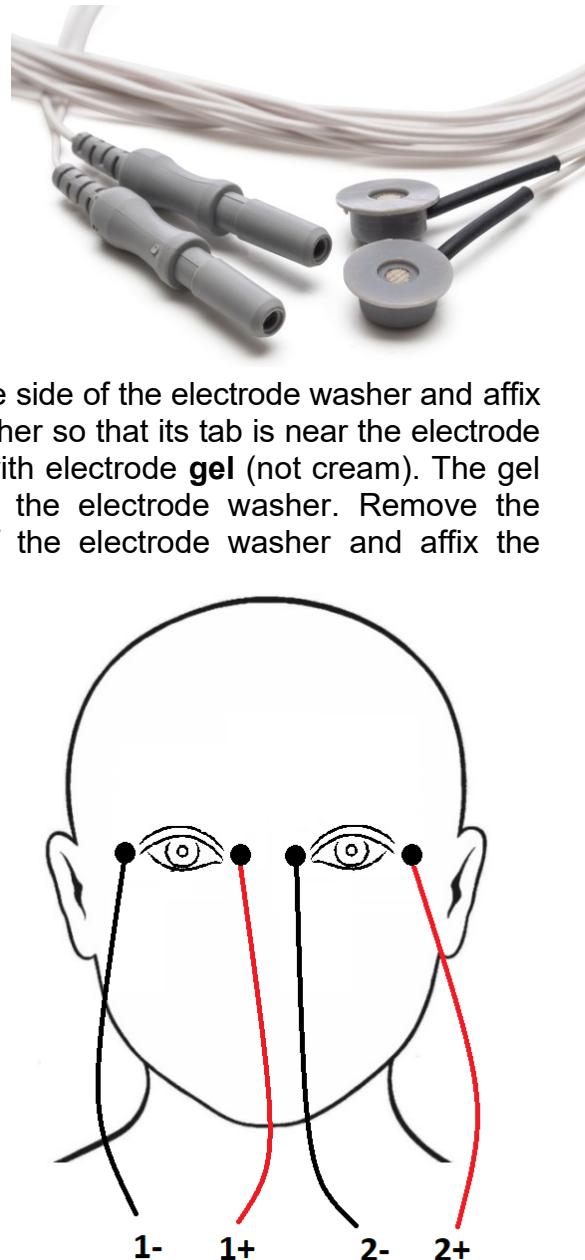 e side of the electrode washer and affix
her so that its tab is near the electrode
with electrode gel (not cream). The gel
the electrode washer. Remove the
the electrode washer and affix the
1- 1+ 2- 2+